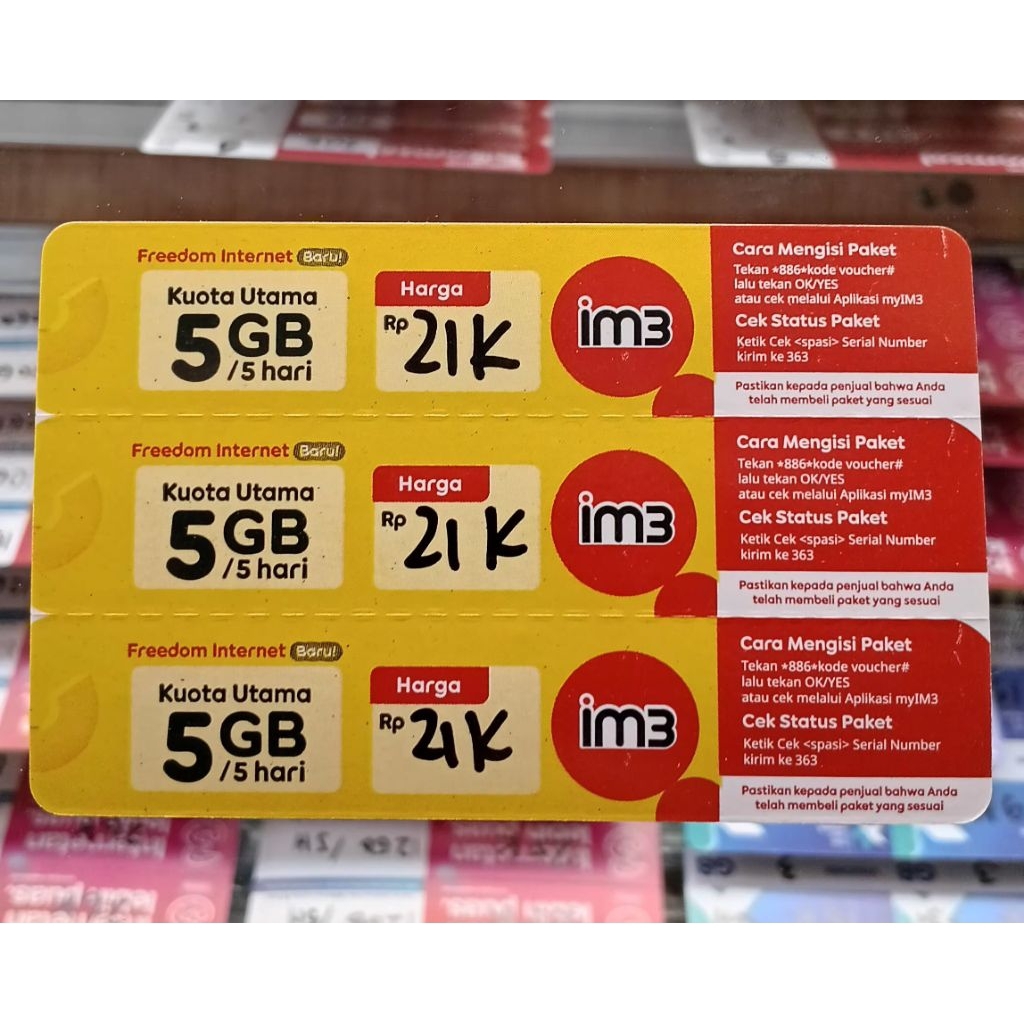 Freedom Internet Baru!
Kuota Utama
5GB
/5 hari
Harga
Rp 21K
im3
Cara Mengisi Paket
Tekan *886*kode voucher#
lalu tekan OK/YES
atau cek melalui Aplikasi myIM3
Cek Status Paket
Ketik Cek <spasi> Serial Number
kirim ke 363
Pastikan kepada penjual bahwa Anda
telah membeli paket yang sesuai
Freedom Internet Baru!
Kuota Utama
5GB
/5 hari
Harga
Rp 21K
im3
Cara Mengisi Paket
Tekan *886*kode voucher#
lalu tekan OK/YES
atau cek melalui Aplikasi myIM3
Cek Status Paket
Ketik Cek <spasi> Serial Number
kirim ke 363
Pastikan kepada penjual bahwa Anda
telah membeli paket yang sesuai
Freedom Internet Baru!
Kuota Utama
5GB
/5 hari
Harga
Rp 21K
im3
Cara Mengisi Paket
Tekan *886*kode voucher#
lalu tekan OK/YES
atau cek melalui Aplikasi myIM3
Cek Status Paket
Ketik Cek <spasi> Serial Number
kirim ke 363
Pastikan kepada penjual bahwa Anda
telah membeli paket yang sesuai